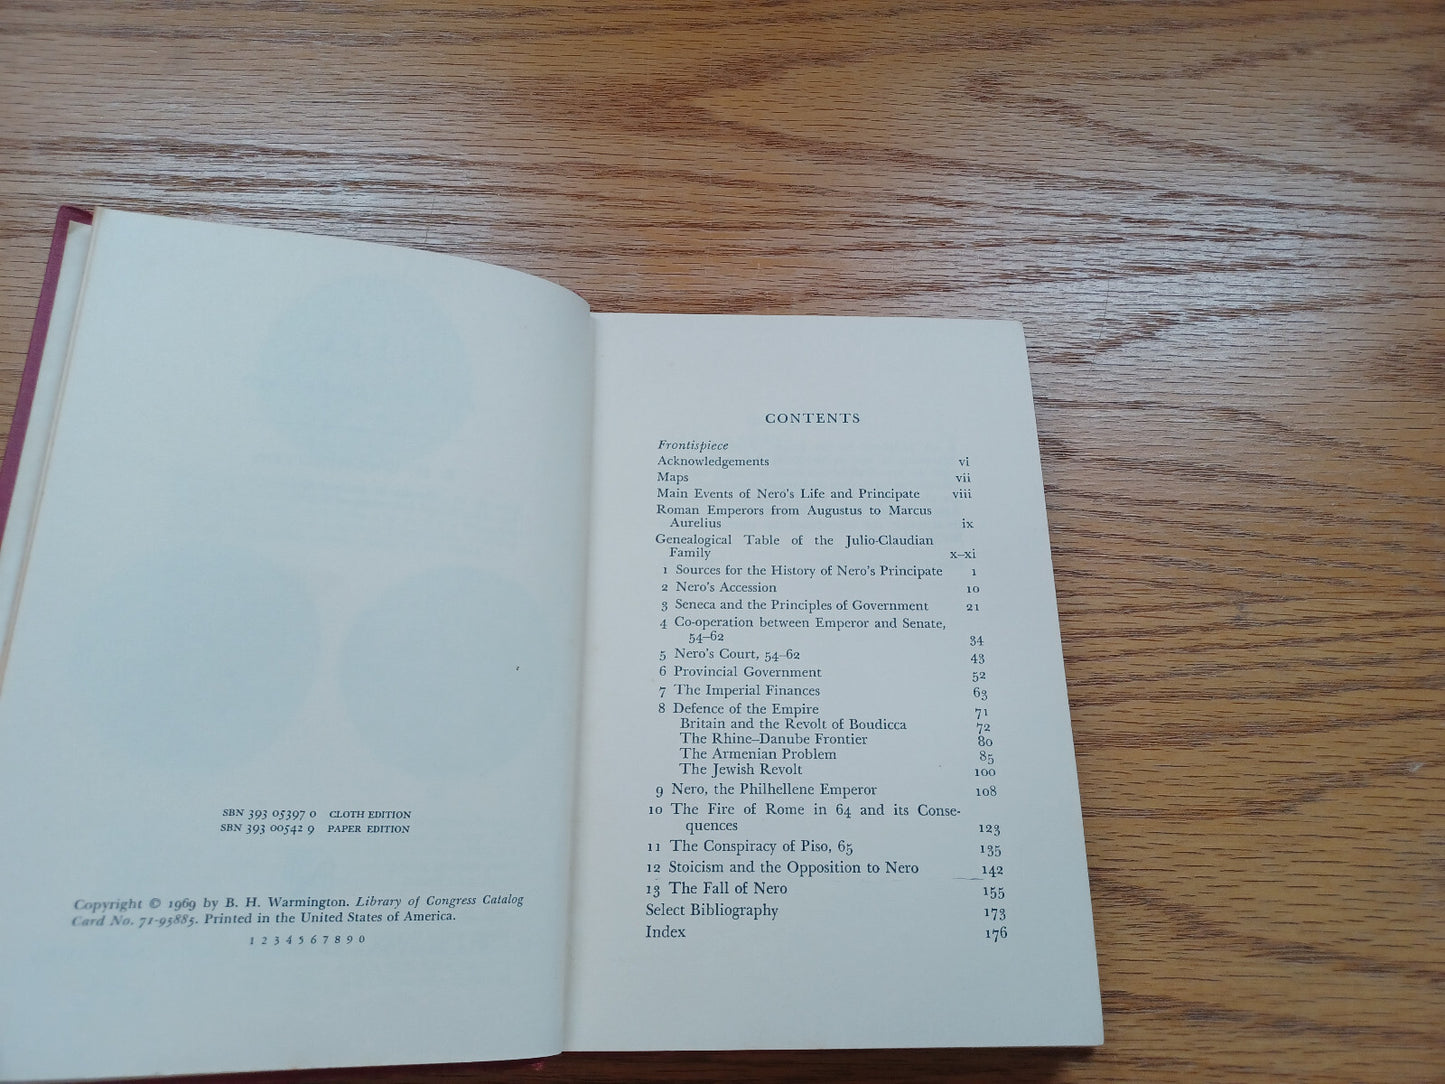 SBN 393 05397 0 CLOTH EDITION
SBN 393 00542 9 PAPER EDITION
Copyright © 1969 by B. H. Warmington. Library of Congress Catalog
Card No. 71-95885. Printed in the United States of America.
1 2 3 4 5 6 7 8 9 0
CONTENTS
Frontispiece
Acknowledgements vi
Maps vii
Main Events of Nero's Life and Principate viii
Roman Emperors from Augustus to Marcus
Aurelius ix
Genealogical Table of the Julio-Claudian
Family x–xi
1 Sources for the History of Nero's Principate 1
2 Nero's Accession 10
3 Seneca and the Principles of Government 21
4 Co-operation between Emperor and Senate,
54–62 34
5 Nero's Court, 54–62 43
6 Provincial Government 52
7 The Imperial Finances 63
8 Defence of the Empire 71
Britain and the Revolt of Boudicca 72
The Rhine–Danube Frontier 80
The Armenian Problem 85
The Jewish Revolt 100
9 Nero, the Philhellene Emperor 108
10 The Fire of Rome in 64 and its Conse-
quences 123
11 The Conspiracy of Piso, 65 135
12 Stoicism and the Opposition to Nero 142
13 The Fall of Nero 155
Select Bibliography 173
Index 176